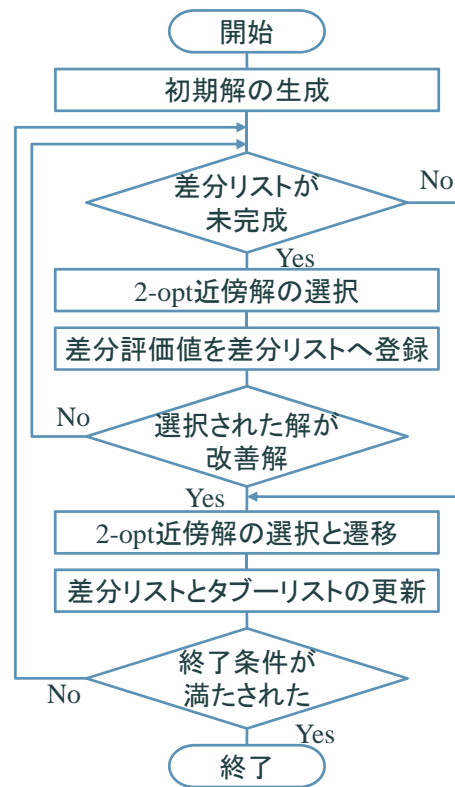 開始
初期解の生成
差分リストが
未完成
No
Yes
2-opt近傍解の選択
差分評価値を差分リストへ登録
No
選択された解が
改善解
Yes
2-opt近傍解の選択と遷移
差分リストとタブーリストの更新
終了条件が
満たされた
No
Yes
終了